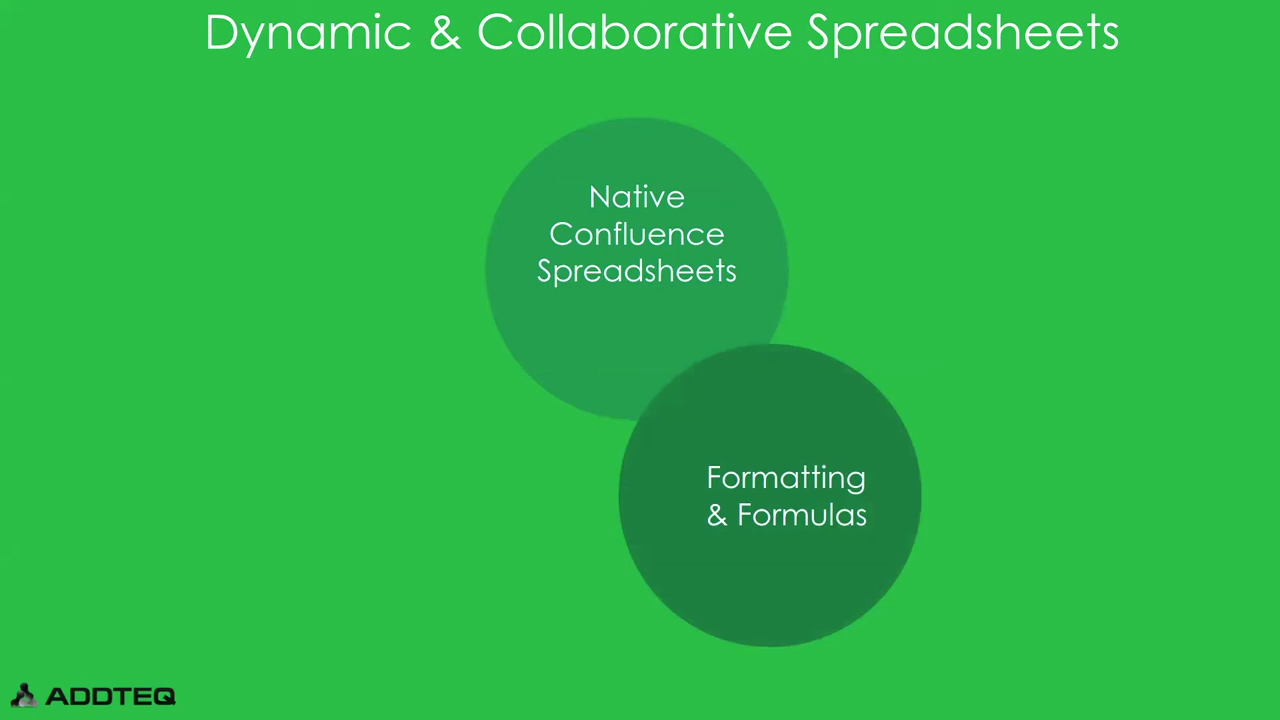 Dynamic & Collaborative Spreadsheets
Native
Confluence
Spreadsheets
Formatting
& Formulas
ADDTEQ